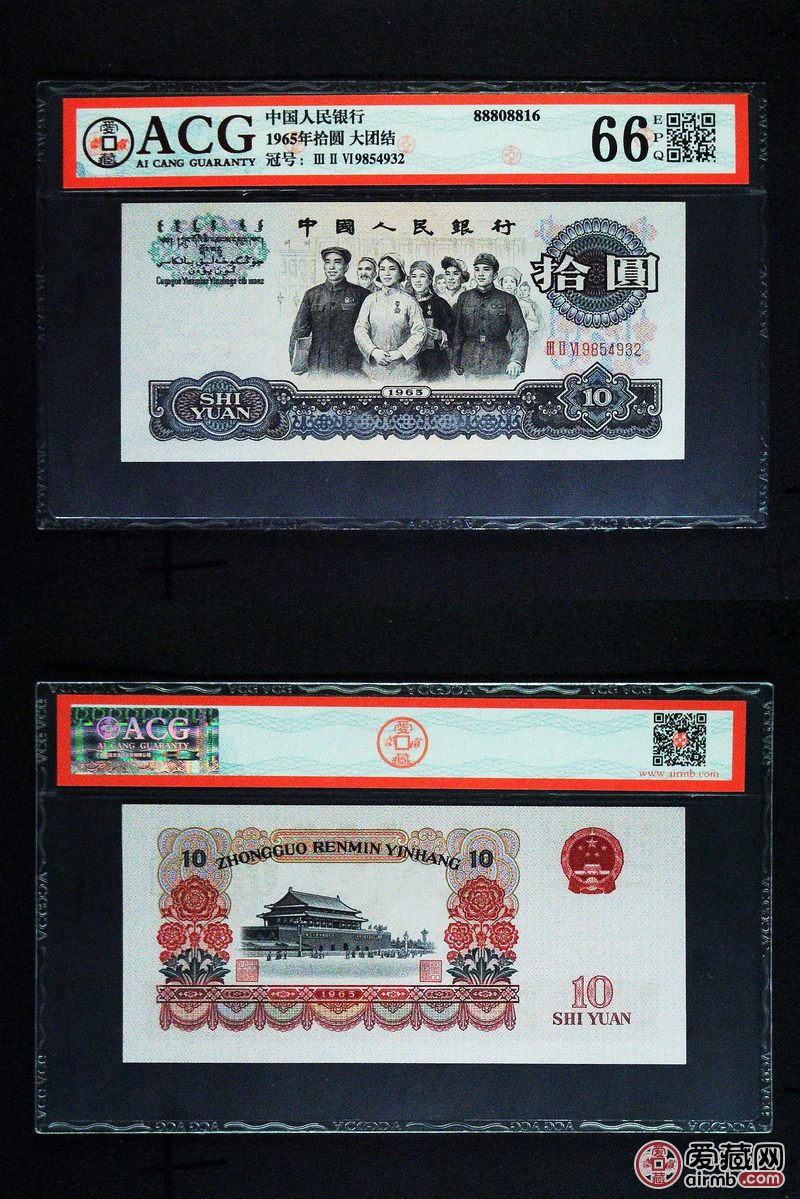 ACG
AI CANG GUARANTY
中国人民银行
1965年拾圆 大团结
冠号：Ⅲ Ⅱ Ⅵ 9854932
88808816
66
EPQ
中國人民銀行
拾圓
ⅢⅡⅥ9854932
SHI
YUAN
1965
10
ACG
AI CANG GUARANTY
www.airmb.com
10
ZHONGGUO RENMIN YINHANG
10
1965
10
SHI YUAN
爱藏网
airmb.com